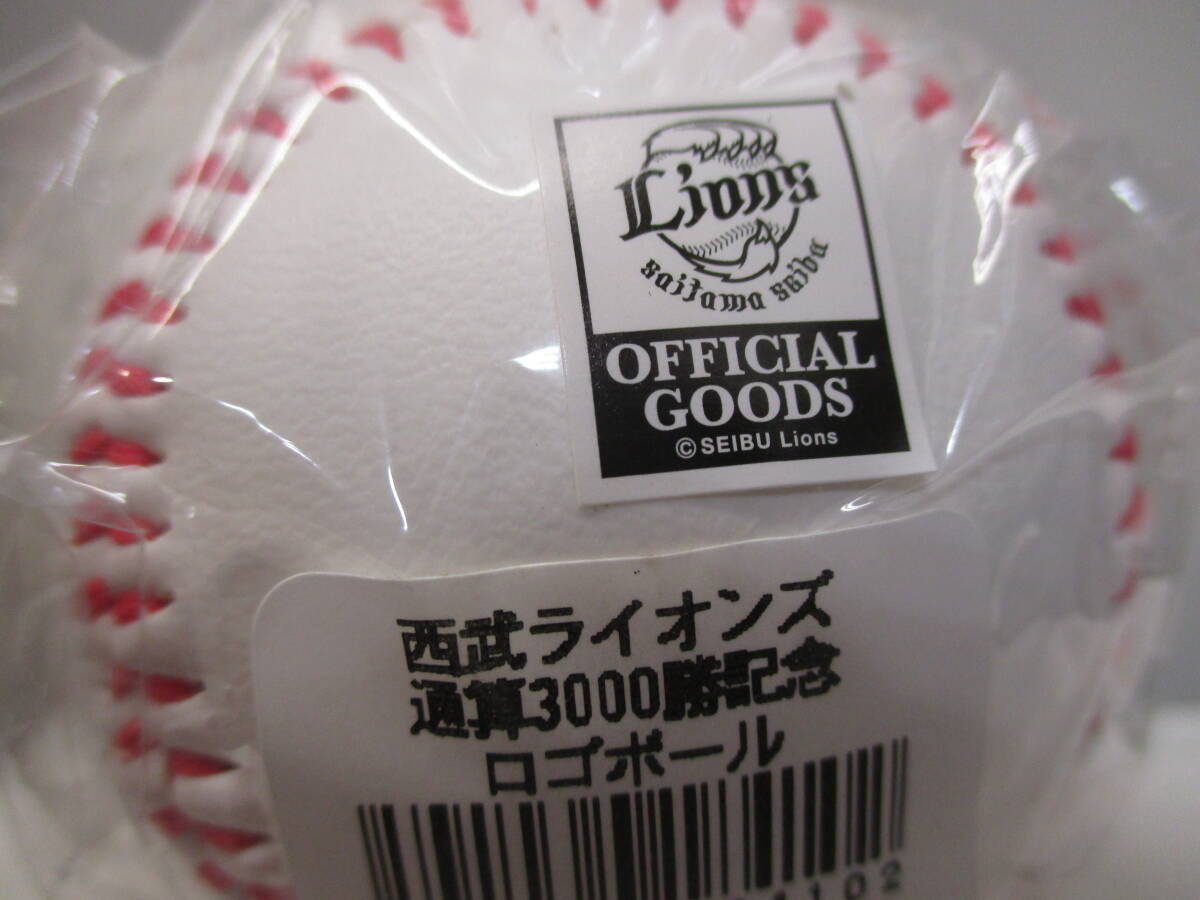 Lions
saitama seibu
OFFICIAL
GOODS
© SEIBU Lions
西武ライオンズ
通算3000勝記念
ロゴボール